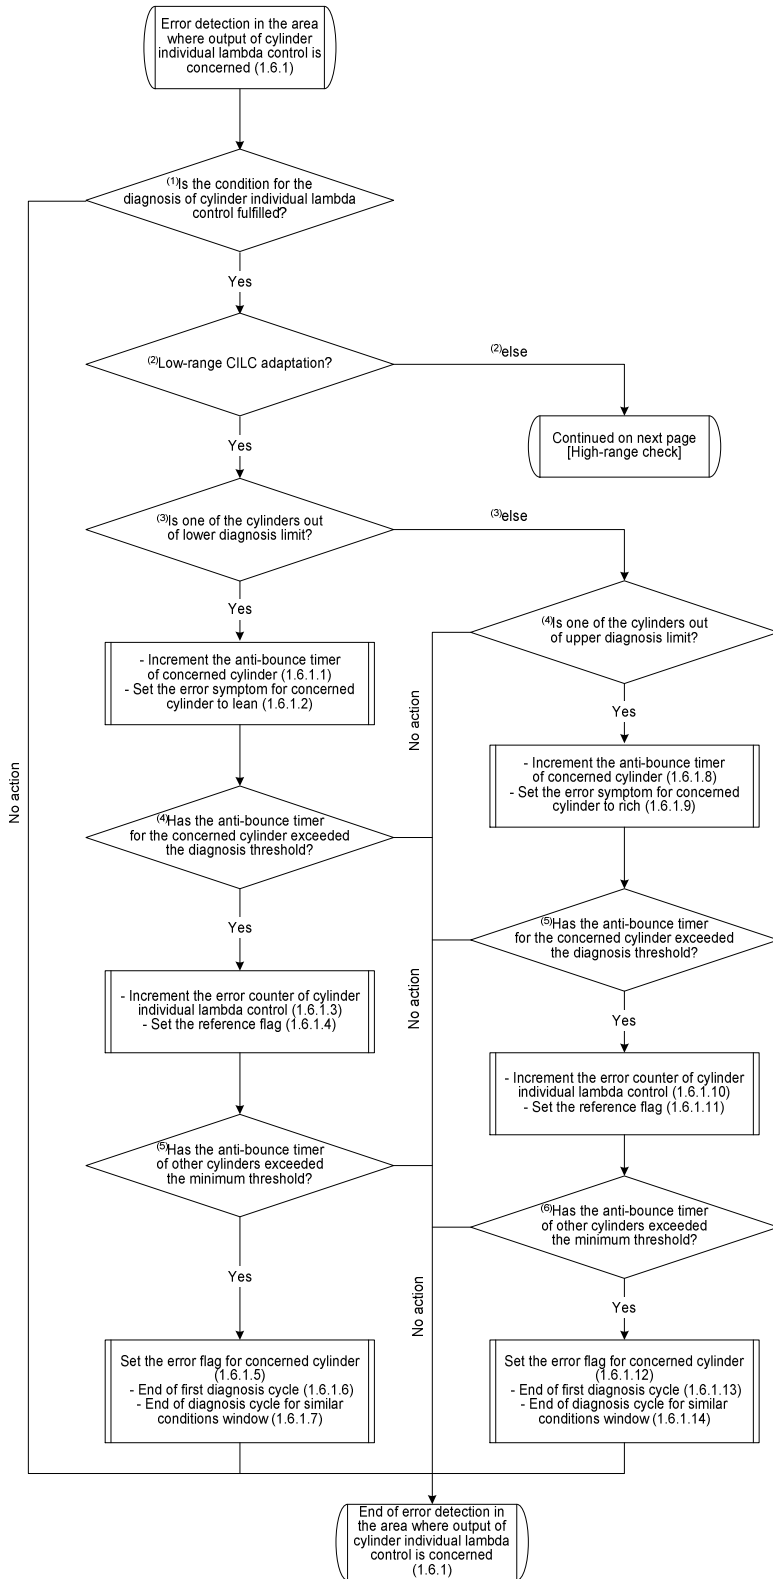 Error detection in the area
where output of cylinder
individual lambda control is
concerned (1.6.1)
(1)Is the condition for the
diagnosis of cylinder individual lambda
control fulfilled?
Yes
(2)Low-range CILC adaptation?
(2)else
Continued on next page
[High-range check]
Yes
(3)Is one of the cylinders out
of lower diagnosis limit?
(3)else
Yes
(4)Is one of the cylinders out
of upper diagnosis limit?
- Increment the anti-bounce timer
of concerned cylinder (1.6.1.1)
- Set the error symptom for concerned
cylinder to lean (1.6.1.2)
No action
Yes
No action
- Increment the anti-bounce timer
of concerned cylinder (1.6.1.8)
- Set the error symptom for concerned
cylinder to rich (1.6.1.9)
(4)Has the anti-bounce timer
for the concerned cylinder exceeded
the diagnosis threshold?
Yes
(5)Has the anti-bounce timer
for the concerned cylinder exceeded
the diagnosis threshold?
- Increment the error counter of cylinder
individual lambda control (1.6.1.3)
- Set the reference flag (1.6.1.4)
No action
Yes
- Increment the error counter of cylinder
individual lambda control (1.6.1.10)
- Set the reference flag (1.6.1.11)
(5)Has the anti-bounce timer
of other cylinders exceeded
the minimum threshold?
(6)Has the anti-bounce timer
of other cylinders exceeded
the minimum threshold?
Yes
No action
Yes
Set the error flag for concerned cylinder
(1.6.1.5)
- End of first diagnosis cycle (1.6.1.6)
- End of diagnosis cycle for similar
conditions window (1.6.1.7)
Set the error flag for concerned cylinder
(1.6.1.12)
- End of first diagnosis cycle (1.6.1.13)
- End of diagnosis cycle for similar
conditions window (1.6.1.14)
End of error detection in
the area where output of
cylinder individual lambda
control is concerned
(1.6.1)